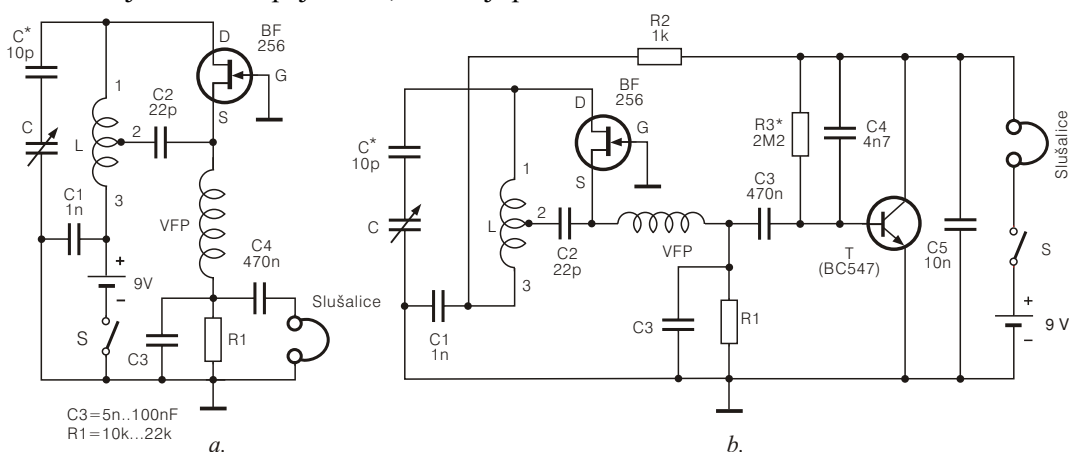 C*
10p
C
1
L
2
3
C1
1n
C2
22p
D
BF
256
G
S
VFP
+
9V
−
S
C4
470n
Slušalice
C3
R1
C3=5n..100nF
R1=10k...22k
a.
R2
1k
C*
10p
C
1
L
2
3
C1
1n
C2
22p
D
BF
256
G
S
VFP
C3
R1
C3
470n
R3*
2M2
C4
4n7
T
(BC547)
C5
10n
Slušalice
S
+
9 V
−
b.